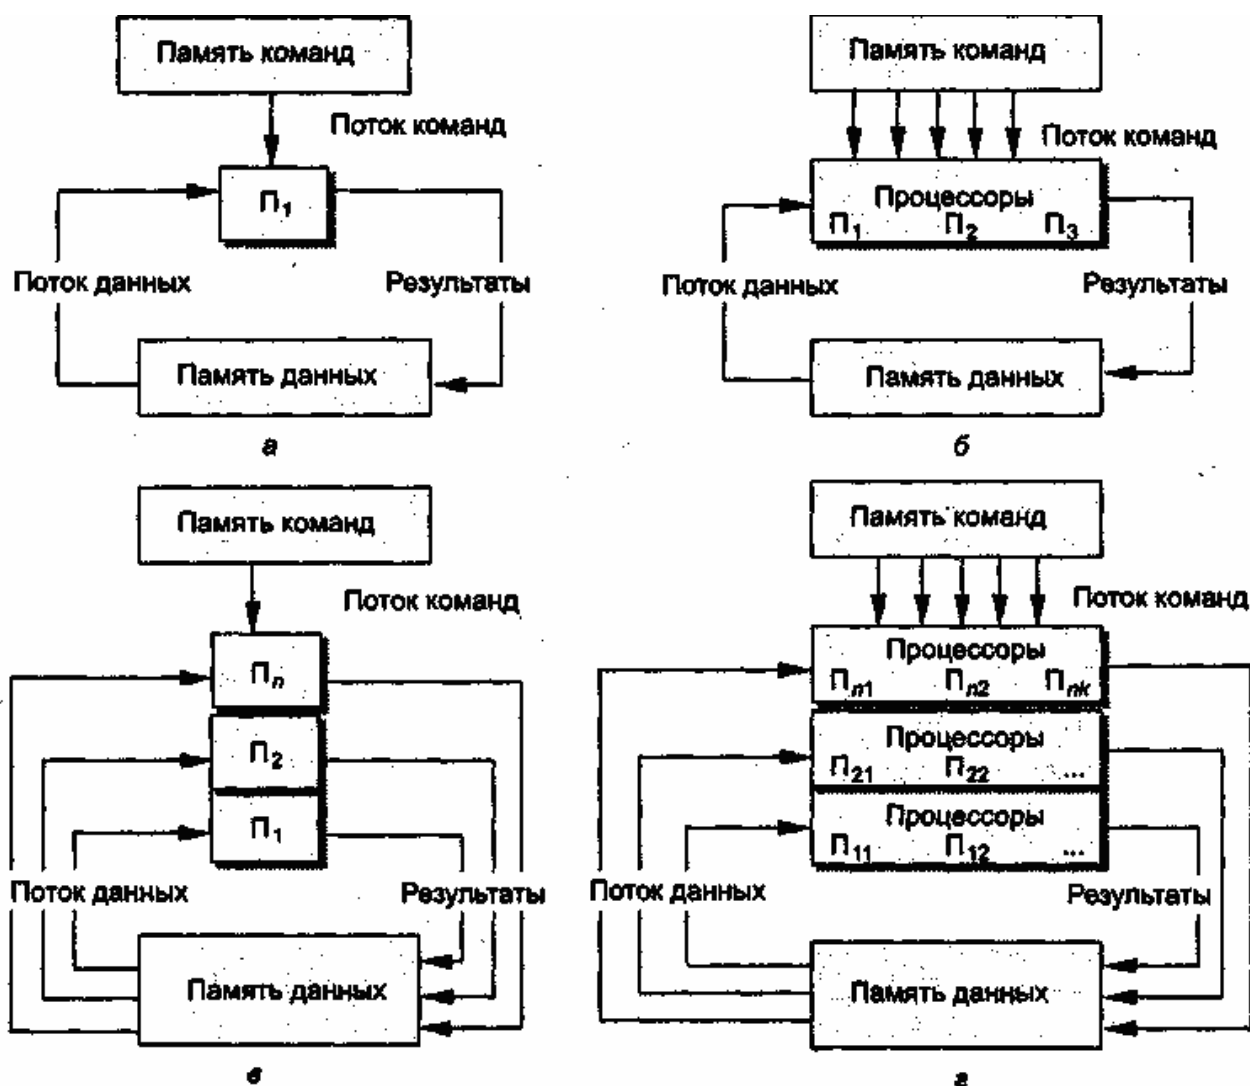 Память команд
Поток команд
П1
Поток данных
Результаты
Память данных
а
Память команд
Поток команд
Процессоры
П1 П2 П3
Поток данных
Результаты
Память данных
б
Память команд
Поток команд
Пn
П2
П1
Поток данных
Результаты
Память данных
в
Память команд
Поток команд
Процессоры
Пn1 Пn2 Пnk
Процессоры
П21 П22 ...
Процессоры
П11 П12 ...
Поток данных
Результаты
Память данных
г